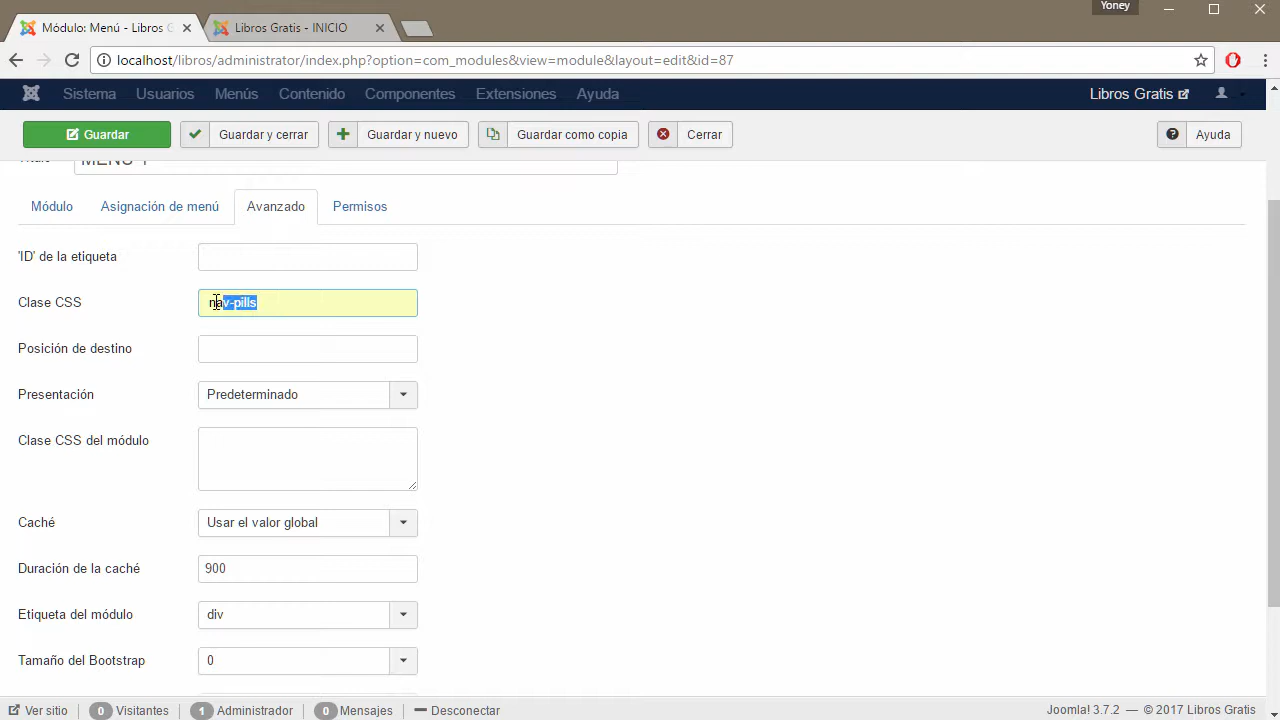 Yoney
Módulo: Menú - Libros G
Libros Gratis - INICIO
localhost/libros/administrator/index.php?option=com_modules&view=module&layout=edit&id=87
Sistema Usuarios Menús Contenido Componentes Extensiones Ayuda Libros Gratis
Guardar Guardar y cerrar Guardar y nuevo Guardar como copia Cerrar Ayuda
Módulo Asignación de menú Avanzado Permisos
'ID' de la etiqueta
Clase CSS nav-pills
Posición de destino
Presentación Predeterminado
Clase CSS del módulo
Caché Usar el valor global
Duración de la caché 900
Etiqueta del módulo div
Tamaño del Bootstrap 0
Ver sitio 0 Visitantes 1 Administrador 0 Mensajes Desconectar Joomla! 3.7.2 — © 2017 Libros Gratis